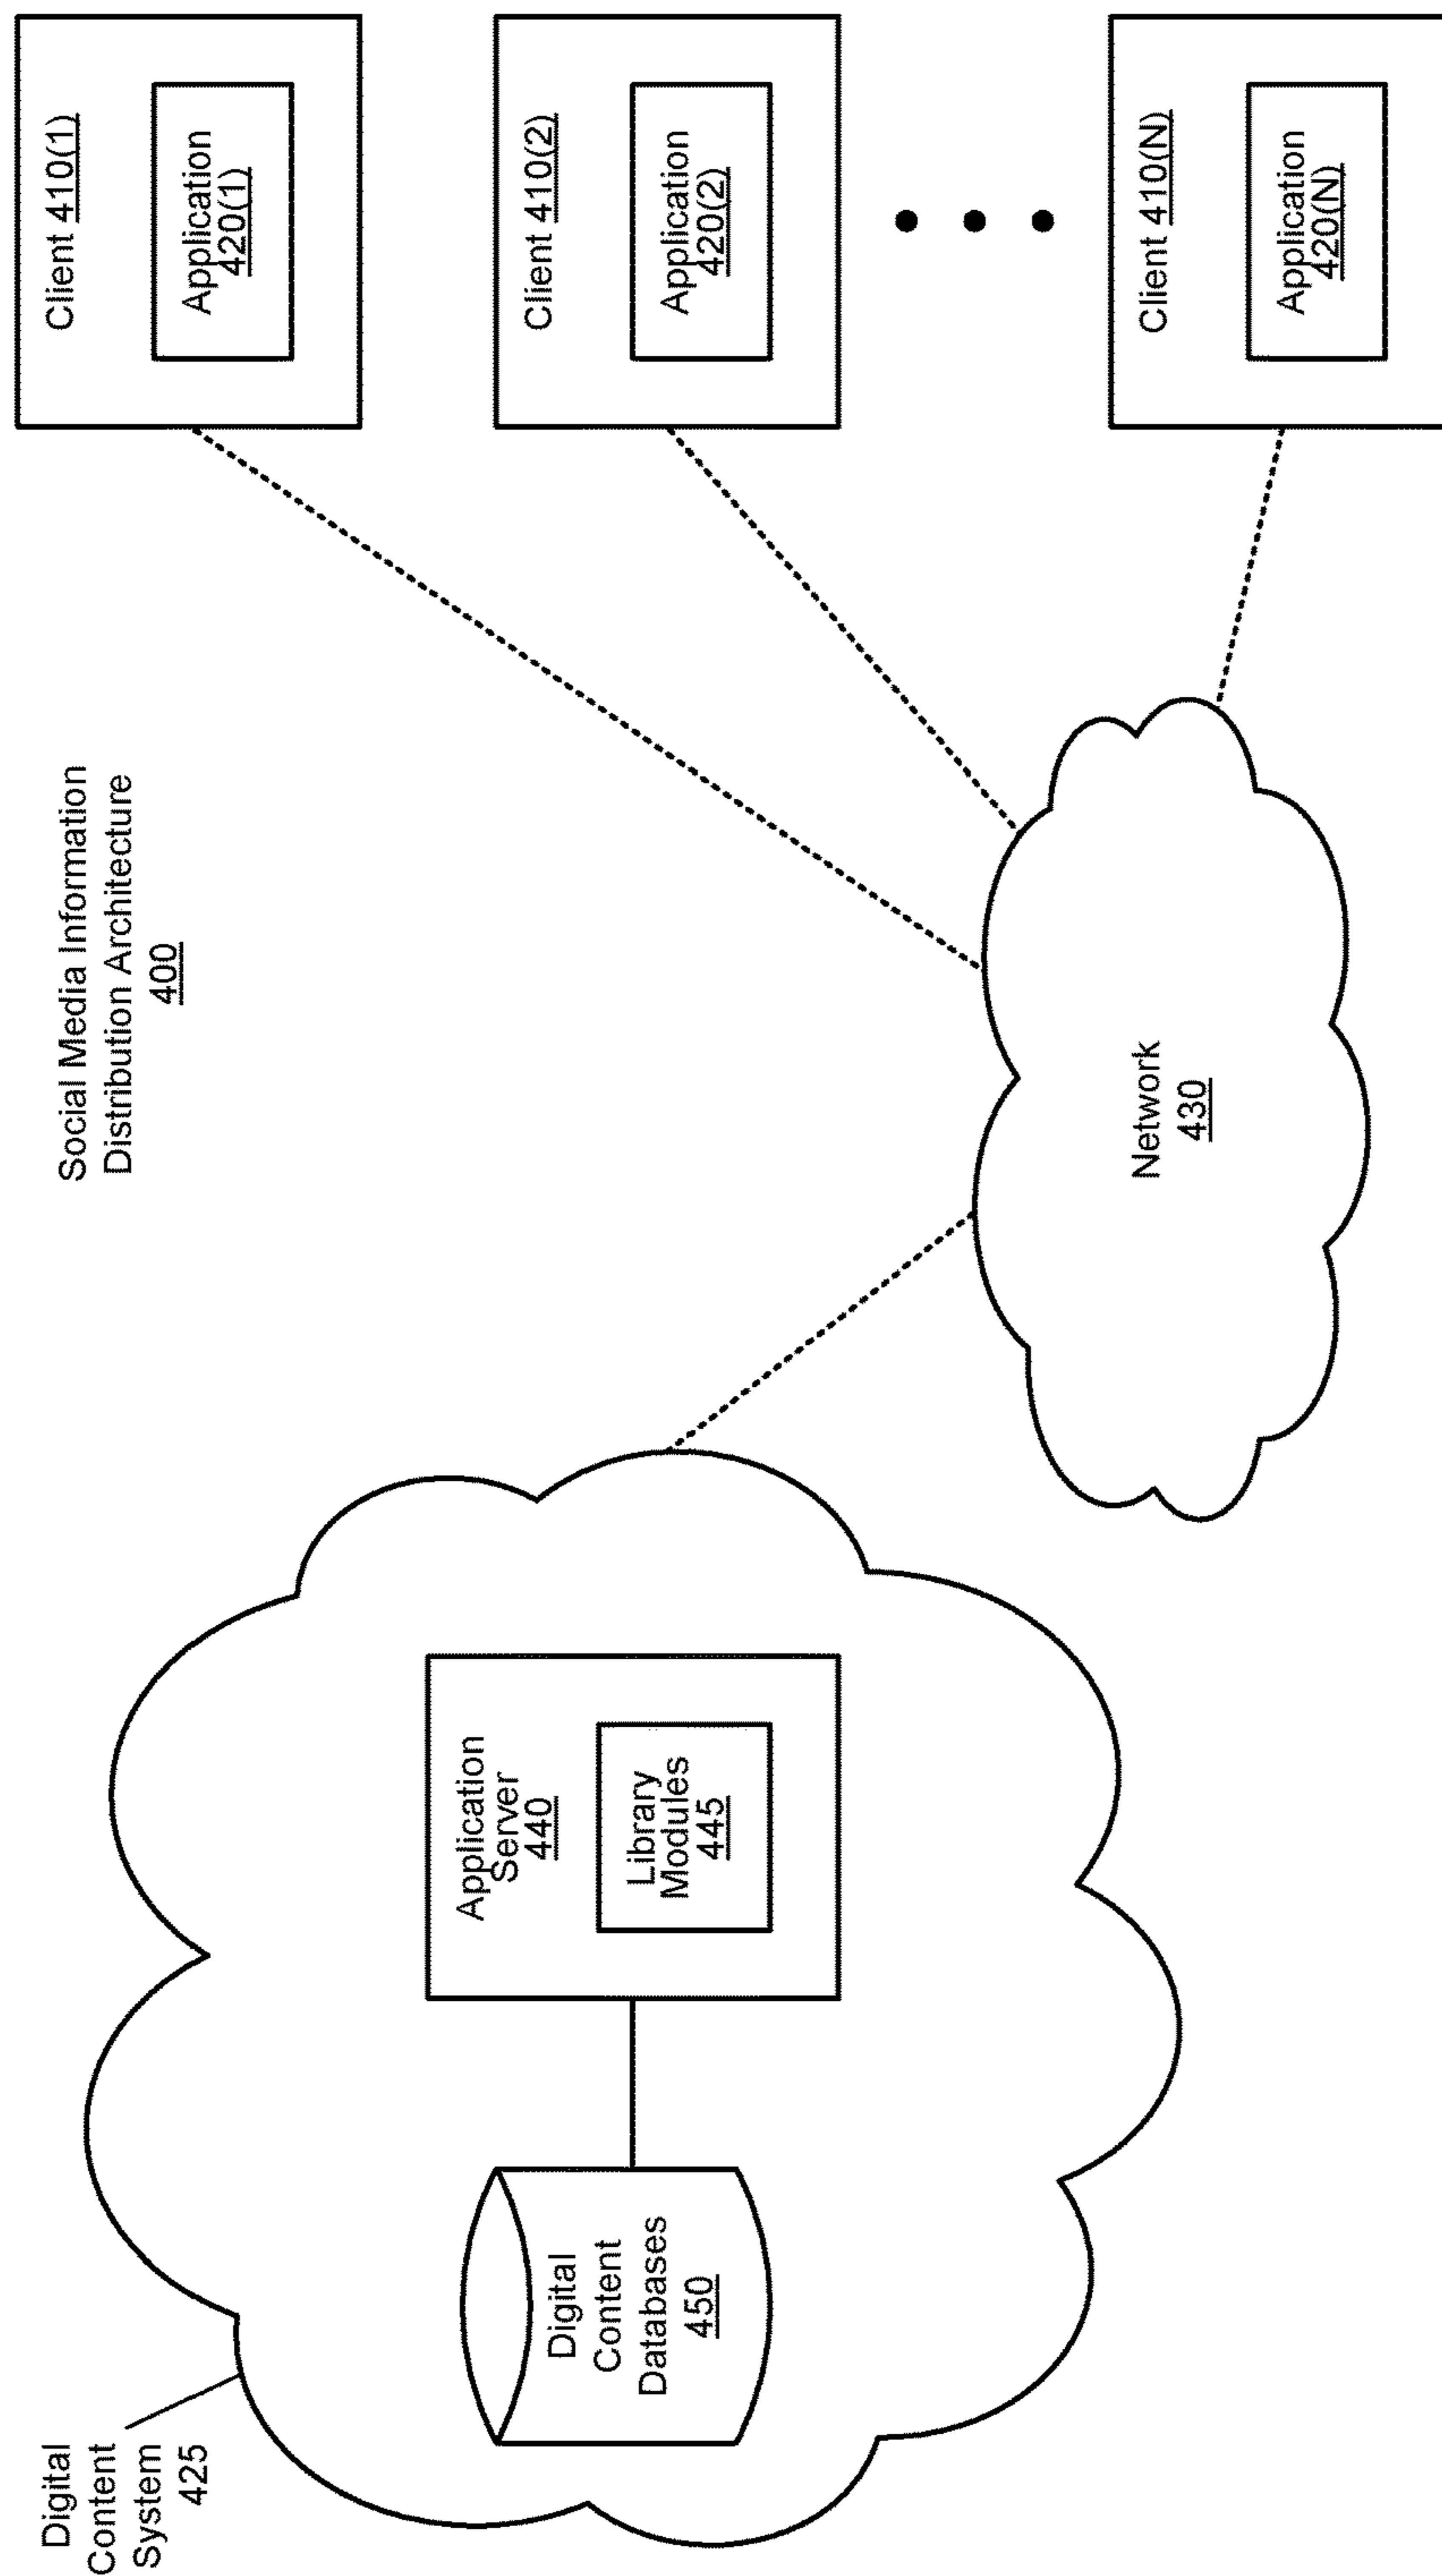 Social Media Information
Distribution Architecture
400
Digital
Content
System
425
Digital
Content
Databases
450
Application
Server
440
Library
Modules
445
Network
430
Client 410(1)
Application
420(1)
Client 410(2)
Application
420(2)
Client 410(N)
Application
420(N)